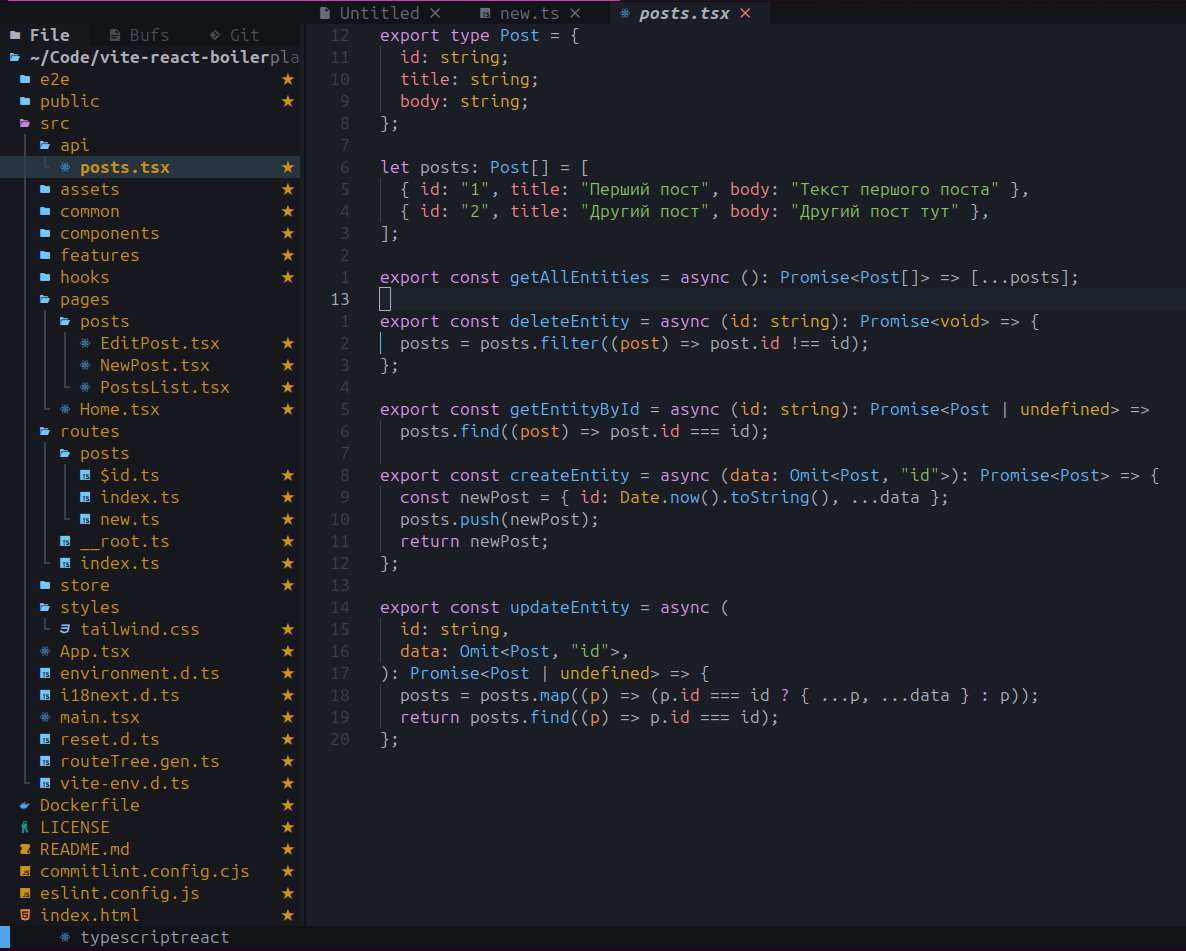 Untitled × new.ts × posts.tsx ×
File Bufs Git
~/Code/vite-react-boilerpla
e2e ★
public ★
src
api
posts.tsx ★
assets ★
common ★
components ★
features ★
hooks ★
pages
posts
EditPost.tsx ★
NewPost.tsx ★
PostsList.tsx ★
Home.tsx ★
routes
posts
$id.ts ★
index.ts ★
new.ts ★
__root.ts ★
index.ts ★
store ★
styles
tailwind.css ★
App.tsx ★
environment.d.ts ★
i18next.d.ts ★
main.tsx ★
reset.d.ts ★
routeTree.gen.ts ★
vite-env.d.ts ★
Dockerfile ★
LICENSE ★
README.md ★
commitlint.config.cjs ★
eslint.config.js ★
index.html ★
12 export type Post = {
11 id: string;
10 title: string;
9 body: string;
8 };
7
6 let posts: Post[] = [
5 { id: "1", title: "Перший пост", body: "Текст першого поста" },
4 { id: "2", title: "Другий пост", body: "Другий пост тут" },
3 ];
2
1 export const getAllEntities = async (): Promise<Post[]> => [...posts];
13
1 export const deleteEntity = async (id: string): Promise<void> => {
2 posts = posts.filter((post) => post.id !== id);
3 };
4
5 export const getEntityById = async (id: string): Promise<Post | undefined> =>
6 posts.find((post) => post.id === id);
7
8 export const createEntity = async (data: Omit<Post, "id">): Promise<Post> => {
9 const newPost = { id: Date.now().toString(), ...data };
10 posts.push(newPost);
11 return newPost;
12 };
13
14 export const updateEntity = async (
15 id: string,
16 data: Omit<Post, "id">,
17 ): Promise<Post | undefined> => {
18 posts = posts.map((p) => (p.id === id ? { ...p, ...data } : p));
19 return posts.find((p) => p.id === id);
20 };
typescriptreact